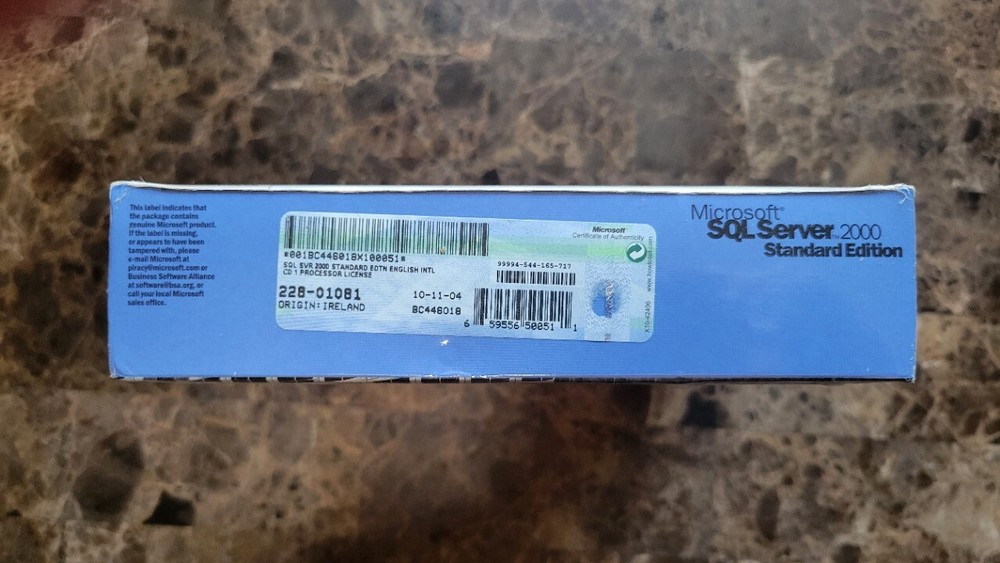 This label indicates that
the package contains
genuine Microsoft product.
If the label is missing,
or appears to have been
tampered with, please
e-mail Microsoft at
piracy@microsoft.com or
Business Software Alliance
at software@bsa.org, or
call your local Microsoft
sales office.
*001BC448018X100051*
SQL SVR 2000 STANDARD EDTN ENGLISH INTL
CD 1 PROCESSOR LICENSE
228-01081
ORIGIN:IRELAND
10-11-04
BC448018
Microsoft®
Certificate of Authenticity
99994-544-165-717
6 59556 50051 1
Microsoft®
SQL Server 2000
Standard Edition